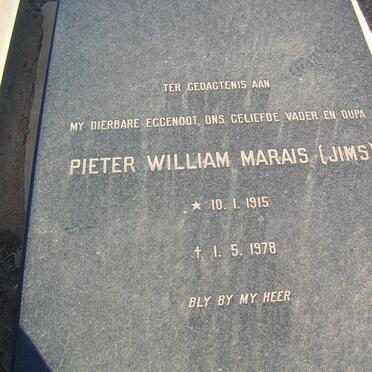 TER GEDAGTENIS AAN
MY DIERBARE EGGENOOT, ONS GELIEFDE VADER EN OUPA
PIETER WILLIAM MARAIS (JIMS)
★ 10. 1. 1915
† 1. 5. 1978
BLY BY MY HEER